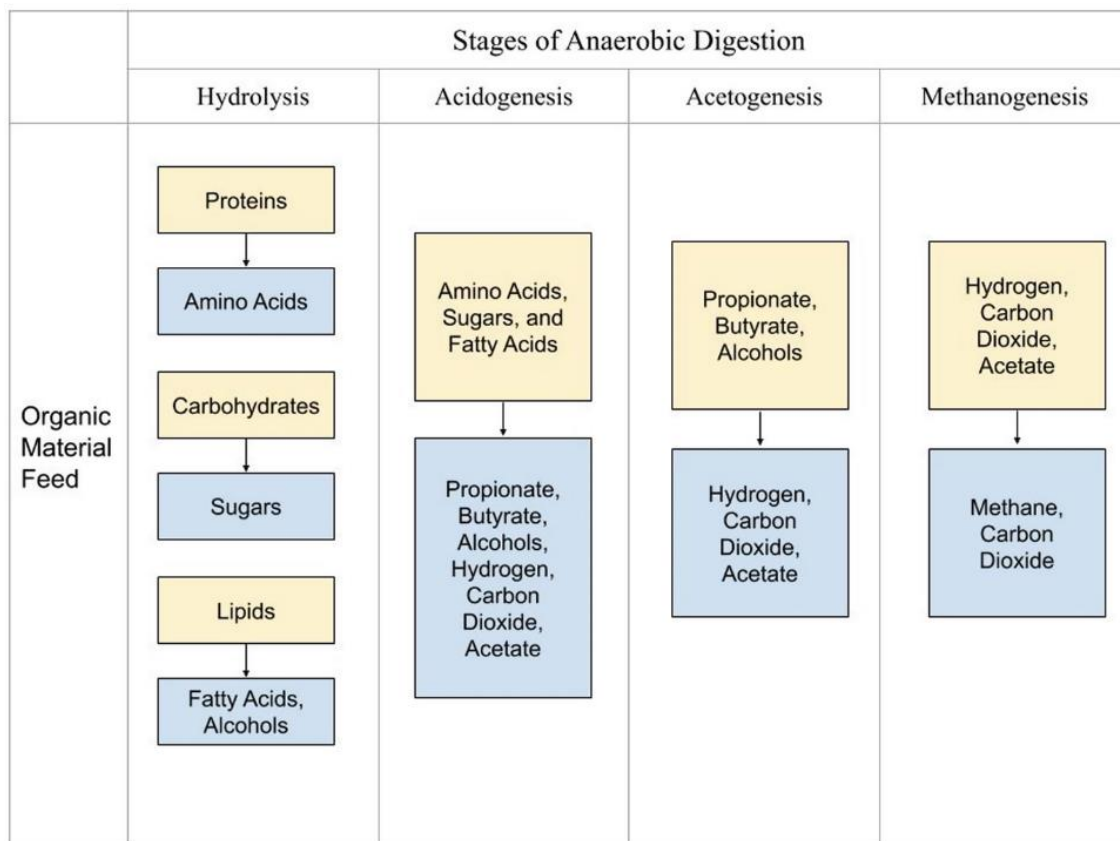 Stages of Anaerobic Digestion
Hydrolysis
Acidogenesis
Acetogenesis
Methanogenesis
Organic
Material
Feed
Proteins
Amino Acids
Carbohydrates
Sugars
Lipids
Fatty Acids,
Alcohols
Amino Acids,
Sugars, and
Fatty Acids
Propionate,
Butyrate,
Alcohols,
Hydrogen,
Carbon
Dioxide,
Acetate
Propionate,
Butyrate,
Alcohols
Hydrogen,
Carbon
Dioxide,
Acetate
Hydrogen,
Carbon
Dioxide,
Acetate
Methane,
Carbon
Dioxide